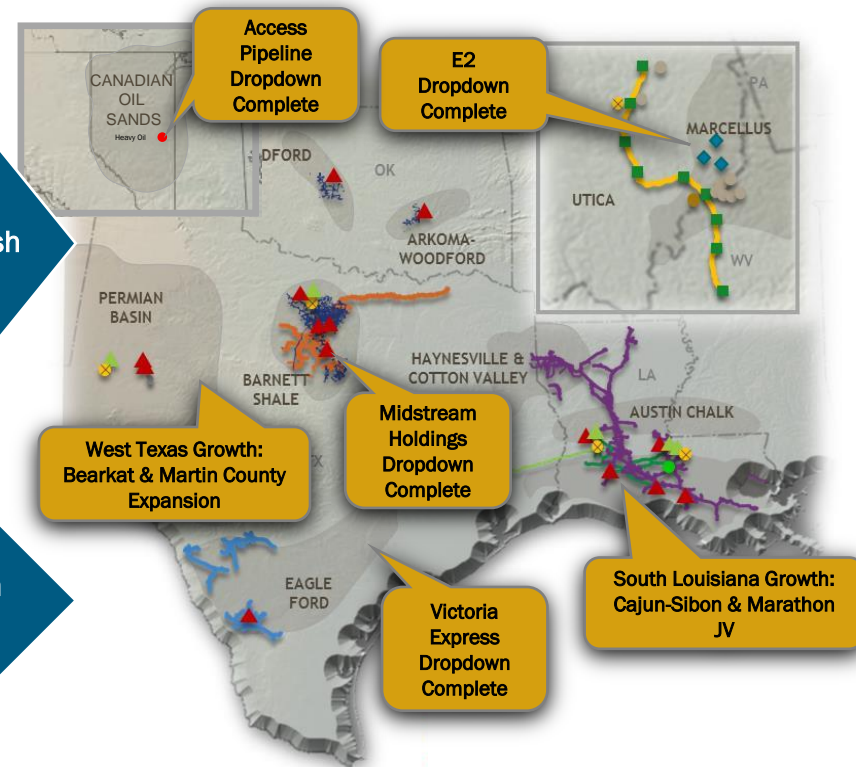 Access
Pipeline
Dropdown
Complete
E2
Dropdown
Complete
CANADIAN
OIL
SANDS
Heavy Oil
PA
MARCELLUS
UTICA
WV
DFORD
OK
ARKOMA-
WOODFORD
sh
PERMIAN
BASIN
BARNETT
SHALE
HAYNESVILLE &
COTTON VALLEY
LA
AUSTIN CHALK
West Texas Growth:
Bearkat & Martin County
Expansion
Midstream
Holdings
Dropdown
Complete
South Louisiana Growth:
Cajun-Sibon & Marathon
JV
EAGLE
FORD
Victoria
Express
Dropdown
Complete